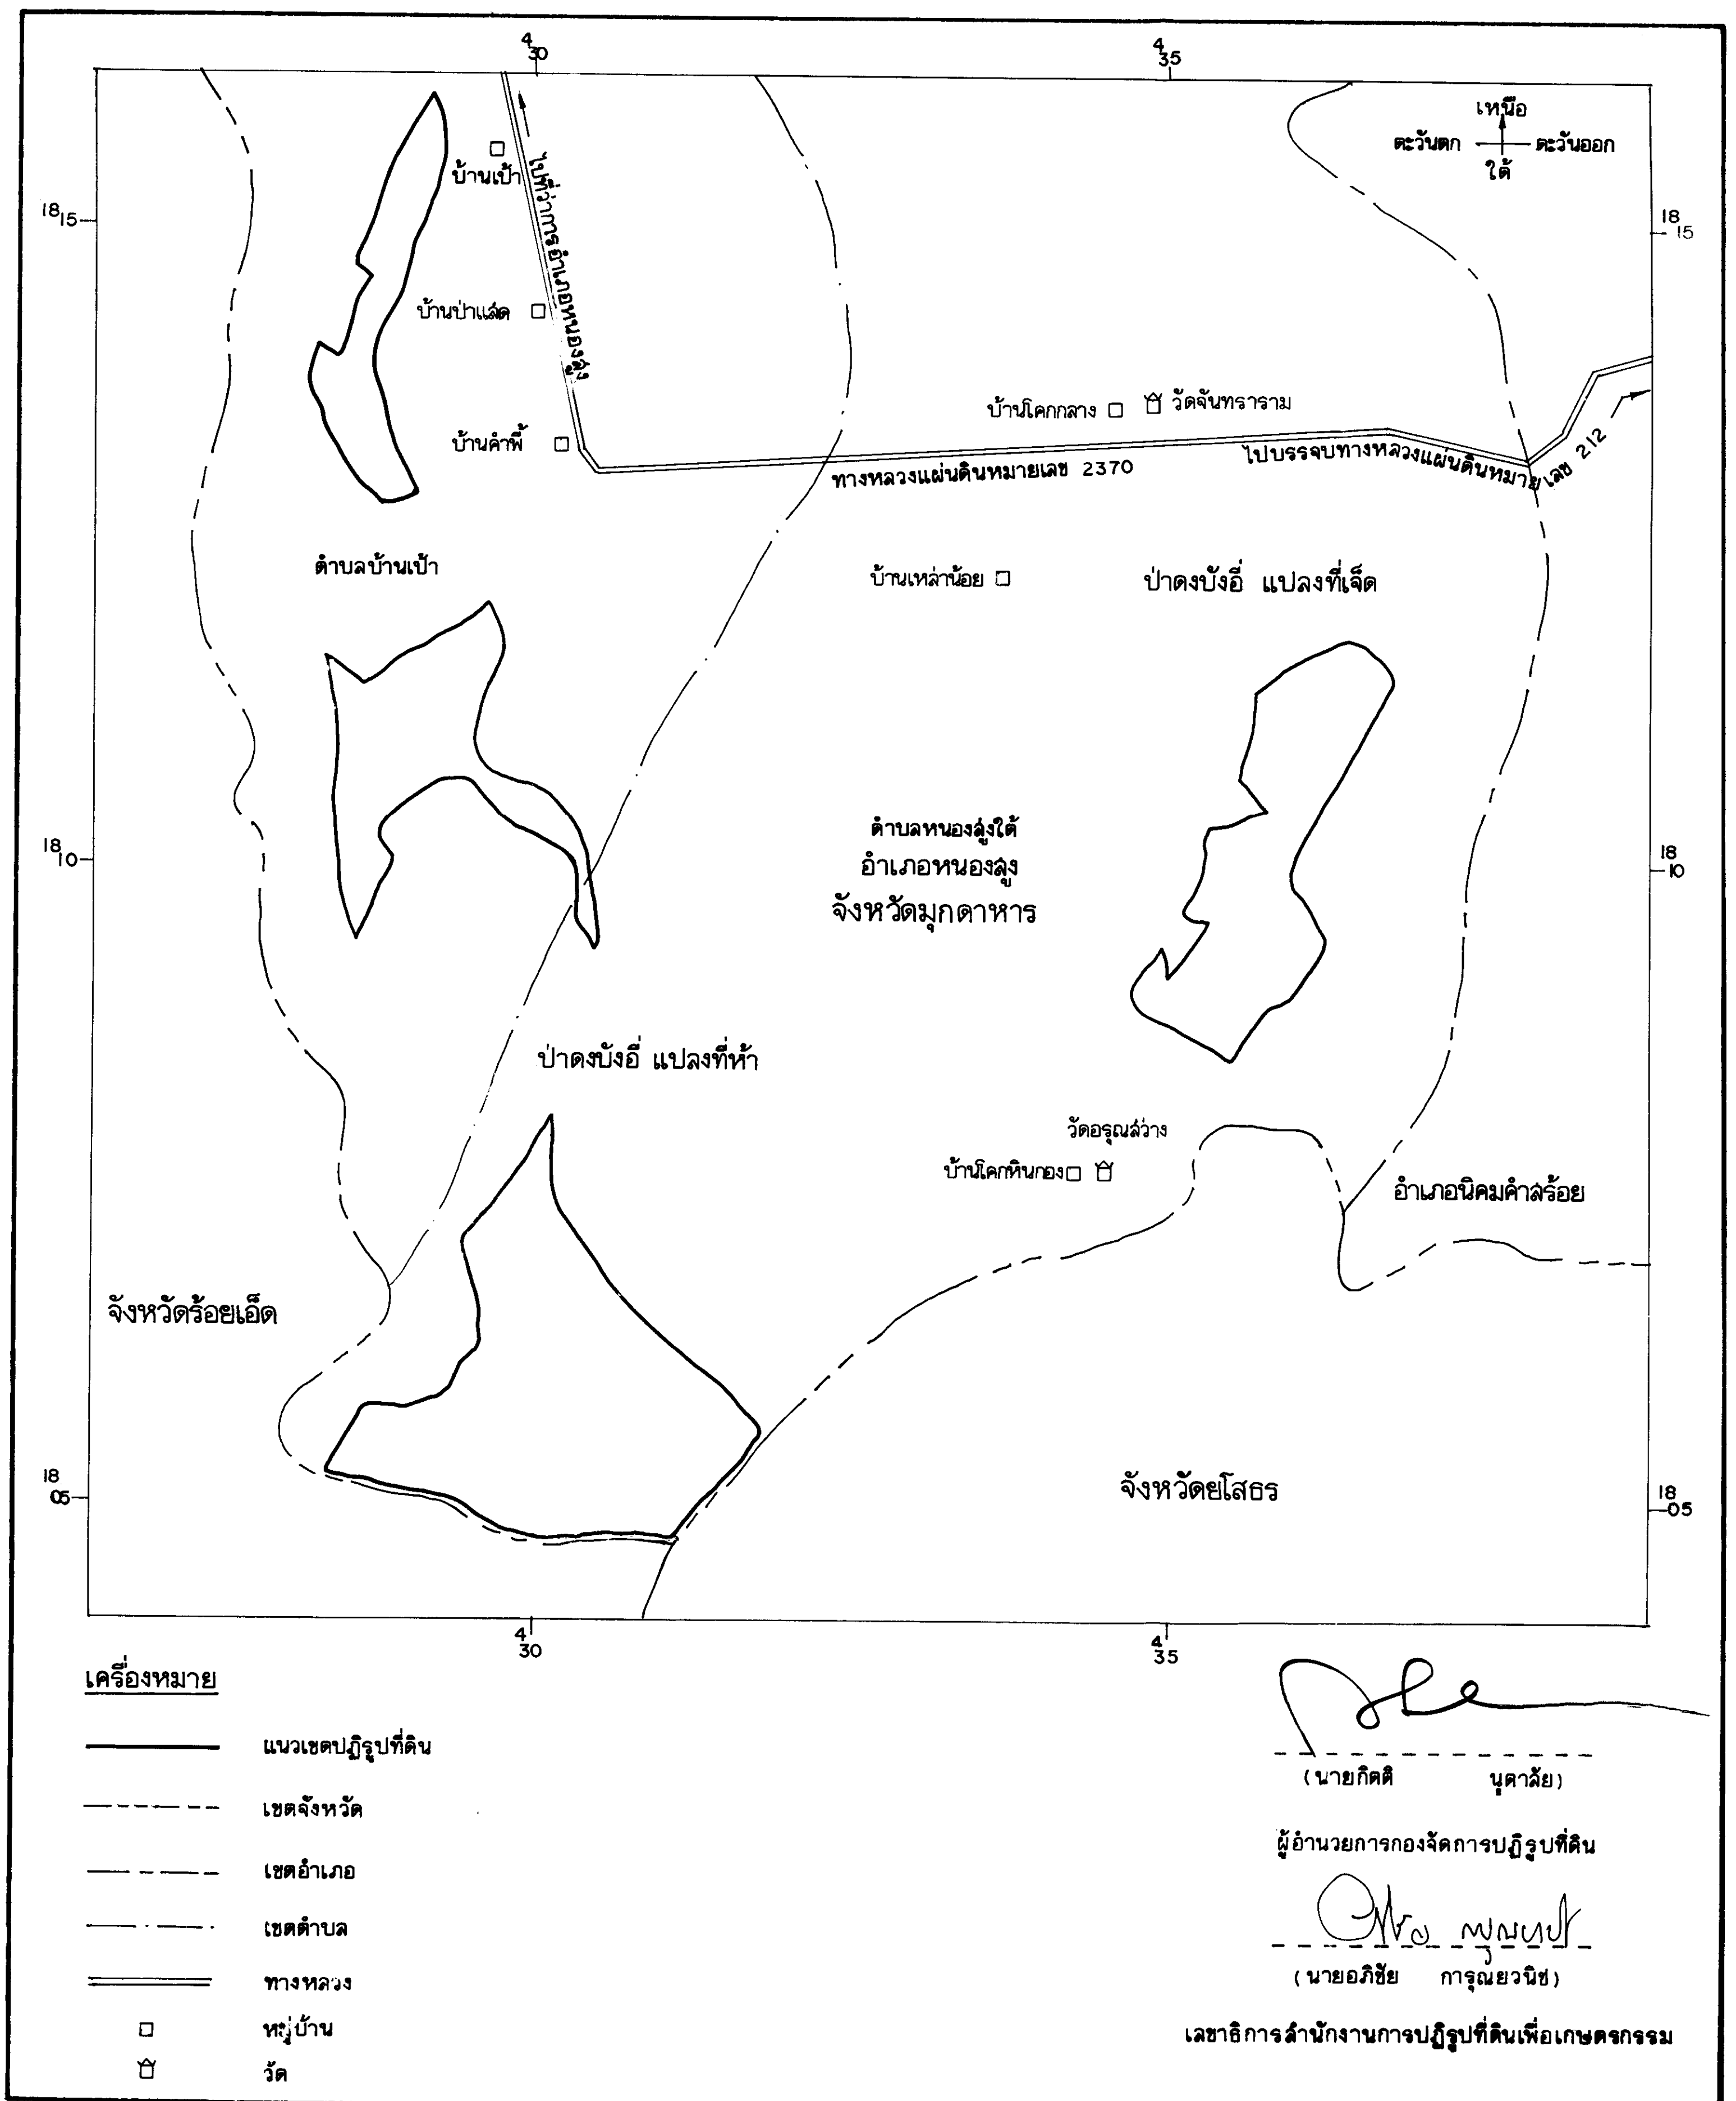 4 30
4 35
เหนือ
ตะวันตก ตะวันออก
ใต้
บ้านเป้า
ไปที่ว่าการอำเภอหนองสูง
18 15
18 15
บ้านป่าแสด
บ้านโคกกลาง วัดจันทราราม
บ้านคำพี้
ทางหลวงแผ่นดินหมายเลข 2370
ไปบรรจบทางหลวงแผ่นดินหมายเลข 212
ตำบลบ้านเป้า
บ้านเหล่าน้อย
ป่าดงบังอี่ แปลงที่เจ็ด
ตำบลหนองสูงใต้
อำเภอหนองสูง
จังหวัดมุกดาหาร
18 10
18 10
ป่าดงบังอี่ แปลงที่ห้า
วัดอรุณสว่าง
บ้านโคกหินกอง
อำเภอนิคมคำสร้อย
จังหวัดร้อยเอ็ด
จังหวัดยโสธร
18 05
18 05
4 30
4 35
เครื่องหมาย
แนวเขตปฏิรูปที่ดิน
เขตจังหวัด
เขตอำเภอ
เขตตำบล
ทางหลวง
หมู่บ้าน
วัด
(นายกิตติ นุตาลัย)
ผู้อำนวยการกองจัดการปฏิรูปที่ดิน
(นายอภิชัย การุณยวนิช)
เลขาธิการสำนักงานการปฏิรูปที่ดินเพื่อเกษตรกรรม